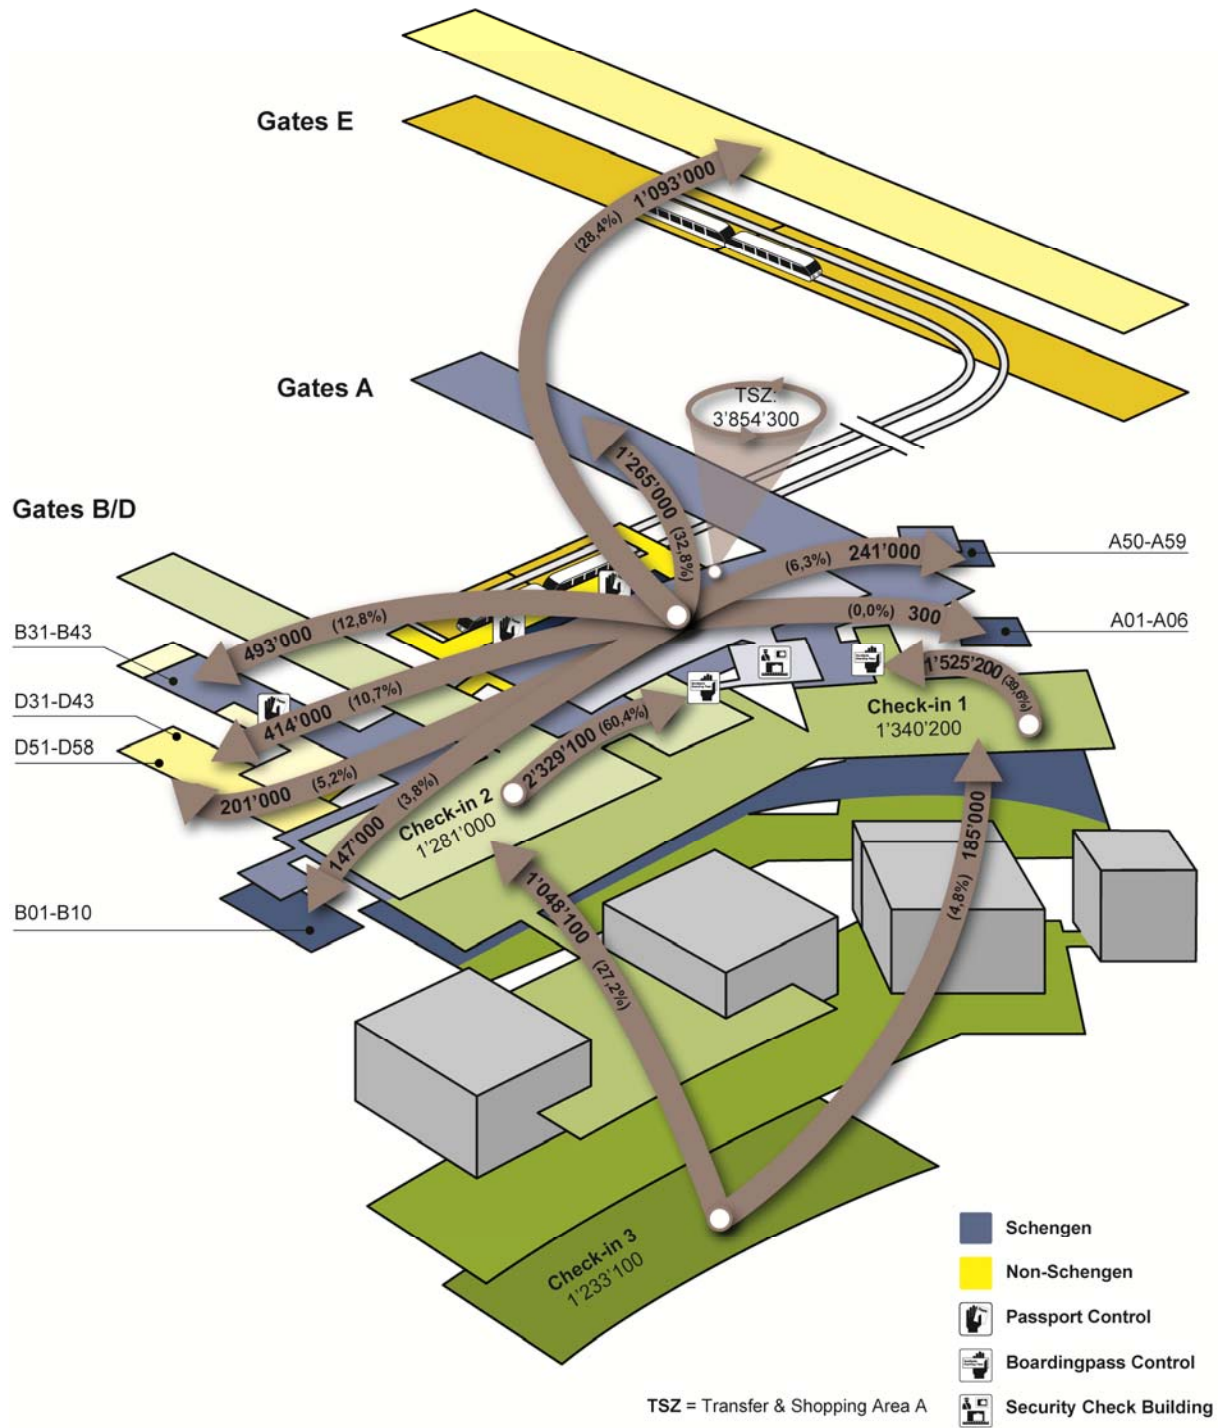 Gates E
1’093’000
(28,4%)
Gates A
TSZ:
3’854’300
1’265’000
(32,8%)
Gates B/D
241’000
(6,3%)
A50-A59
(0,0%) 300
A01-A06
B31-B43
493’000 (12,8%)
D31-D43
414’000 (10,7%)
D51-D58
201’000 (5,2%)
147’000 (3,8%)
B01-B10
1’525’200 (39,6%)
Check-in 1
1’340’200
2’329’100 (60,4%)
Check-in 2
1’281’000
185’000
(4,8%)
1’048’100
(27,2%)
Check-in 3
1’233’100
Schengen
Non-Schengen
Passport Control
Boardingpass Control
Security Check Building
TSZ = Transfer & Shopping Area A